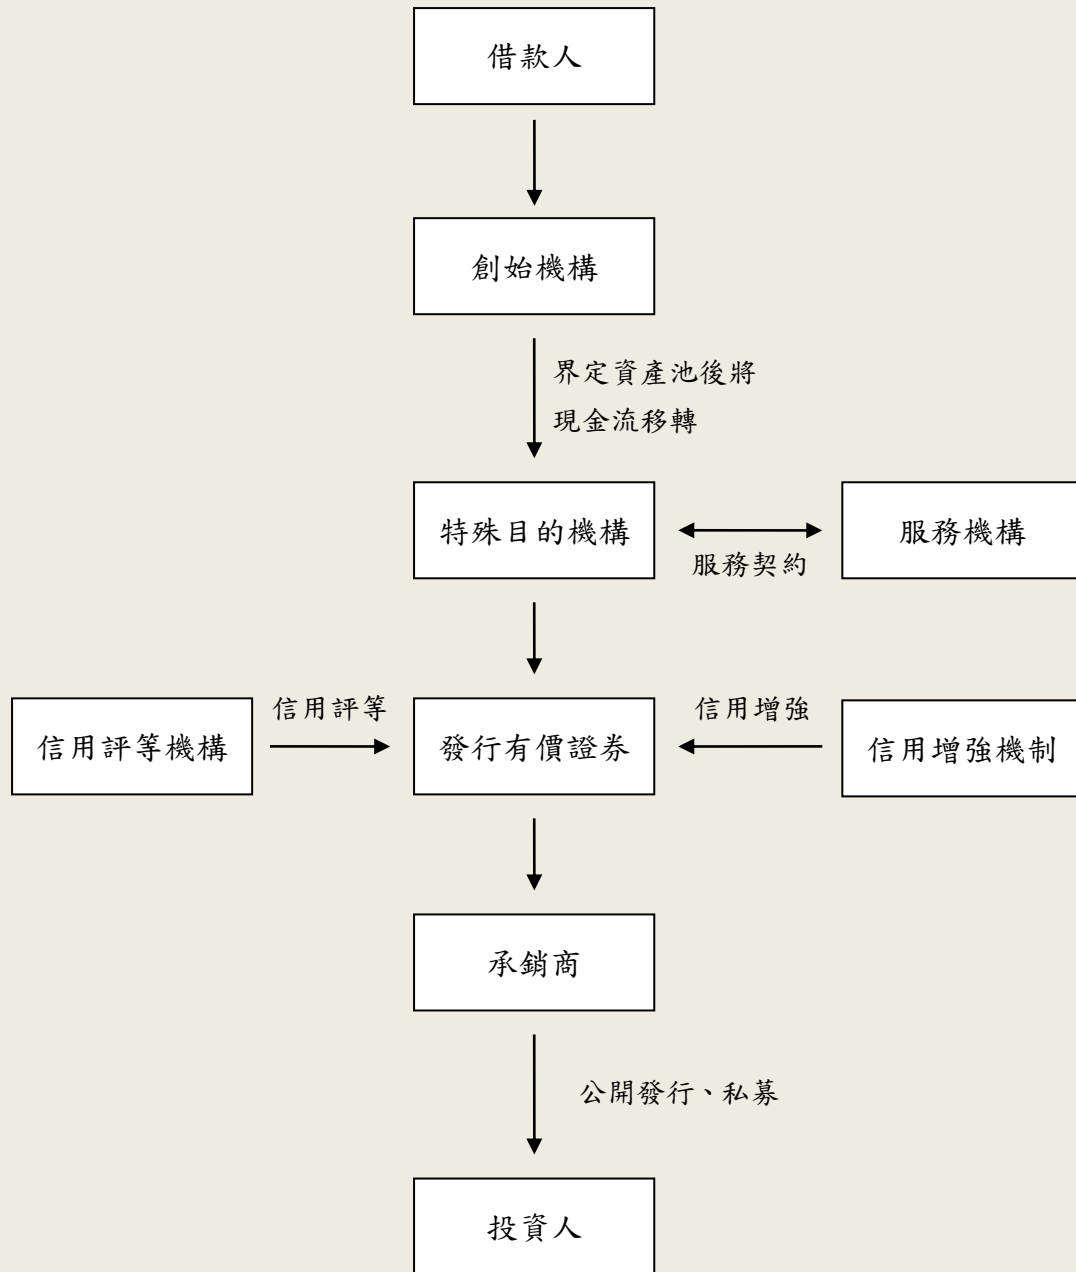 借款人
創始機構
界定資產池後將
現金流移轉
特殊目的機構
服務契約
服務機構
信用評等機構
信用評等
發行有價證券
信用增強
信用增強機制
承銷商
公開發行、私募
投資人